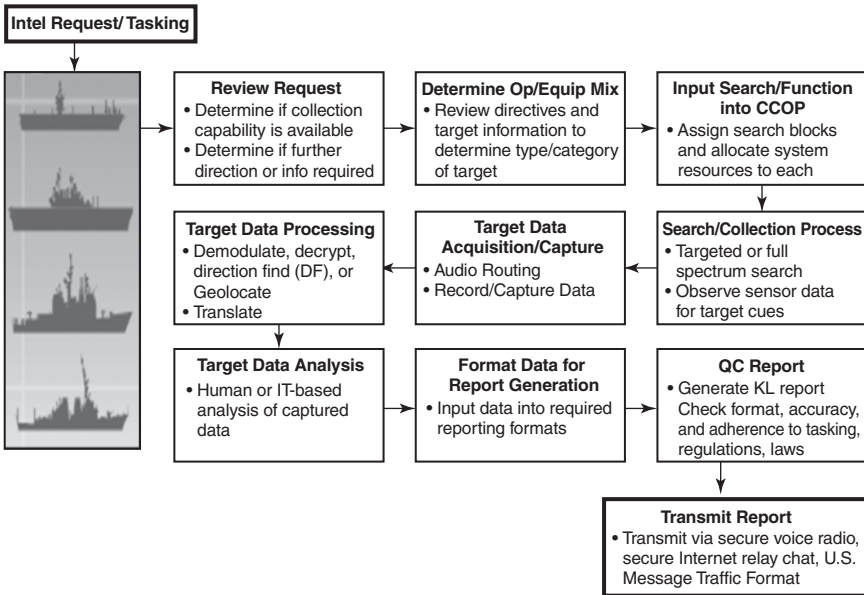 Intel Request/Tasking
Review Request
• Determine if collection
capability is available
• Determine if further
direction or info required
Determine Op/Equip Mix
• Review directives and
target information to
determine type/category
of target
Input Search/Function
into CCOP
• Assign search blocks
and allocate system
resources to each
Search/Collection Process
• Targeted or full
spectrum search
• Observe sensor data
for target cues
Target Data
Acquisition/Capture
• Audio Routing
• Record/Capture Data
Target Data Processing
• Demodulate, decrypt,
direction find (DF), or
Geolocate
• Translate
Target Data Analysis
• Human or IT-based
analysis of captured
data
Format Data for
Report Generation
• Input data into required
reporting formats
QC Report
• Generate KL report
Check format, accuracy,
and adherence to tasking,
regulations, laws
Transmit Report
• Transmit via secure voice radio,
secure Internet relay chat, U.S.
Message Traffic Format